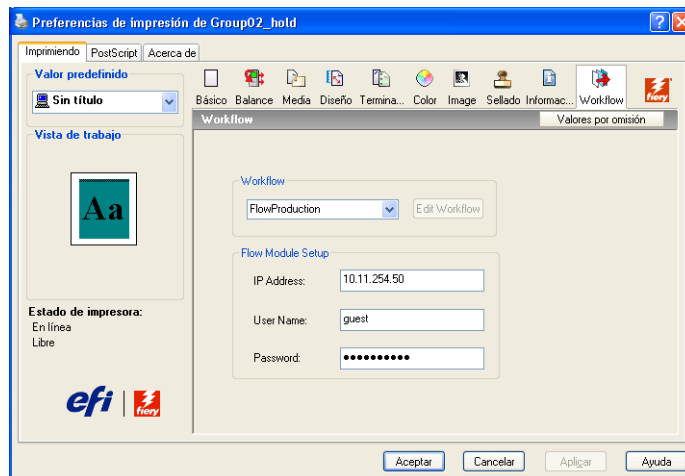 Preferencias de impresión de Group02_hold
Imprimiendo PostScript Acerca de
Valor predefinido
Sin título
Vista de trabajo
Aa
Estado de impresora:
En línea
Libre
efi fiery
Básico Balance Media Diseño Termina... Color Image Sellado Informac... Workflow
fiery
Workflow Valores por omisión
Workflow
FlowProduction Edit Workflow
Flow Module Setup
IP Address: 10.11.254.50
User Name: guest
Password: ●●●●●●●●●●
Aceptar Cancelar Aplicar Ayuda